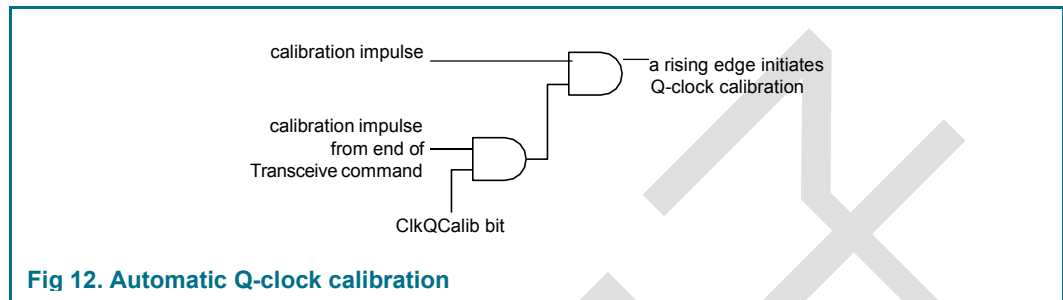 calibration impulse
a rising edge initiates
Q-clock calibration
calibration impulse
from end of
Transceive command
ClkQCalib bit
Fig 12. Automatic Q-clock calibration